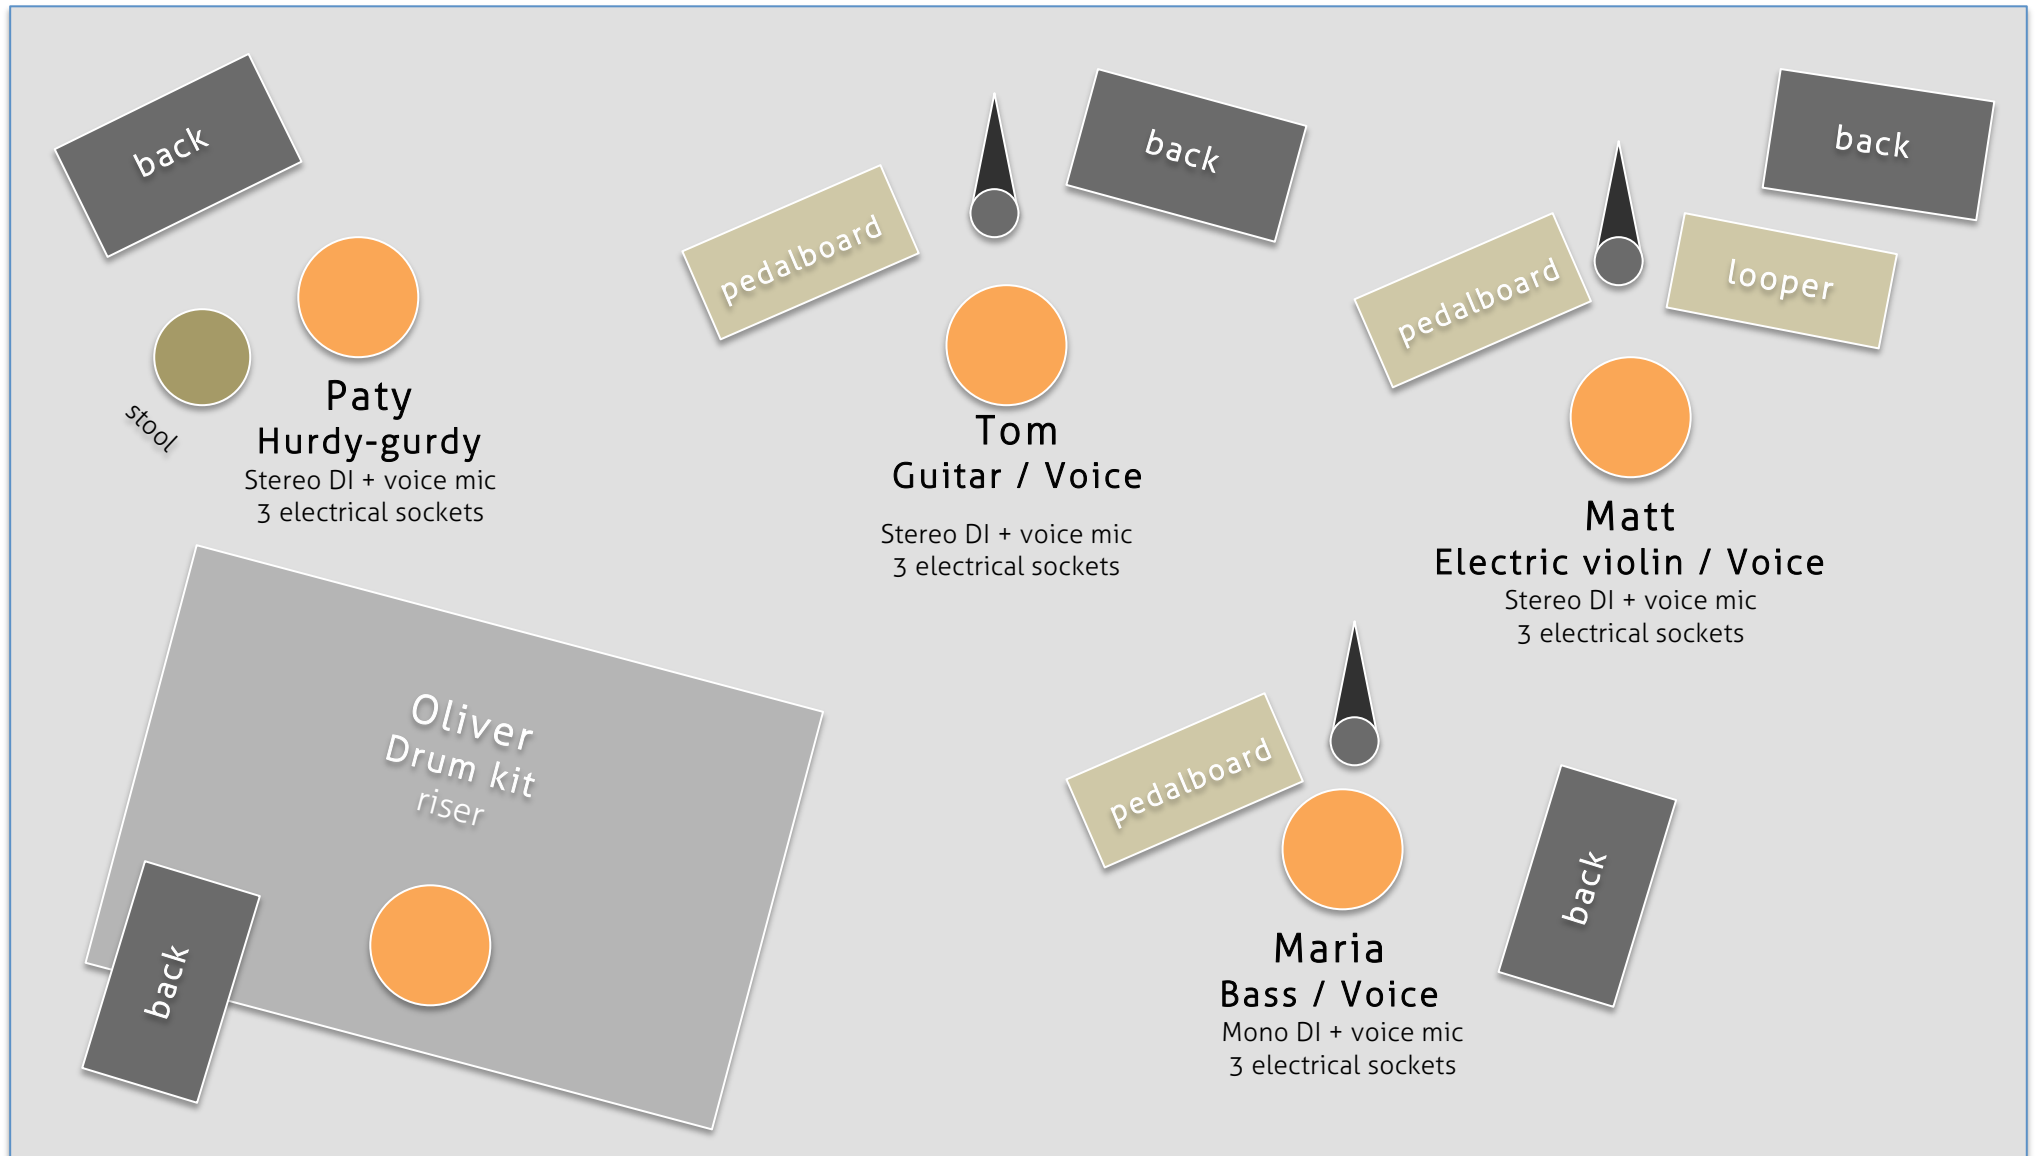 back
stool
Paty
Hurdy-gurdy
Stereo DI + voice mic
3 electrical sockets
pedalboard
back
Tom
Guitar / Voice
Stereo DI + voice mic
3 electrical sockets
back
pedalboard
looper
Matt
Electric violin / Voice
Stereo DI + voice mic
3 electrical sockets
Oliver
Drum kit
riser
back
pedalboard
back
Maria
Bass / Voice
Mono DI + voice mic
3 electrical sockets